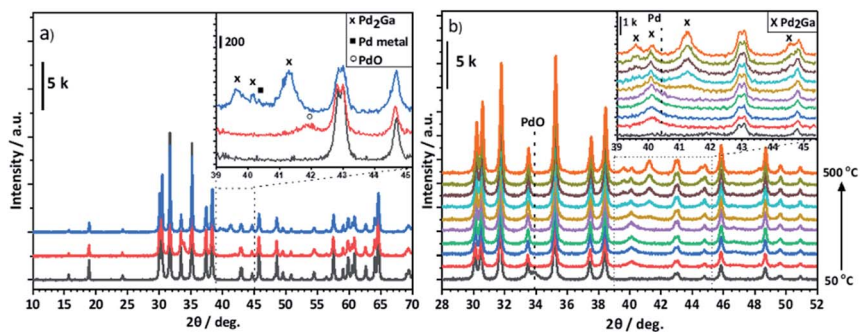 a)
200
x Pd₂Ga
■ Pd metal
○ PdO
5 k
x
x
x
■
○
39 40 41 42 43 44 45
Intensity / a.u.
10 15 20 25 30 35 40 45 50 55 60 65 70
2θ / deg.
b)
1 k
Pd
X Pd₂Ga
x
x
x
x
5 k
39 40 41 42 43 44 45
PdO
500 °C
50 °C
Intensity / a.u.
28 30 32 34 36 38 40 42 44 46 48 50 52
2θ / deg.